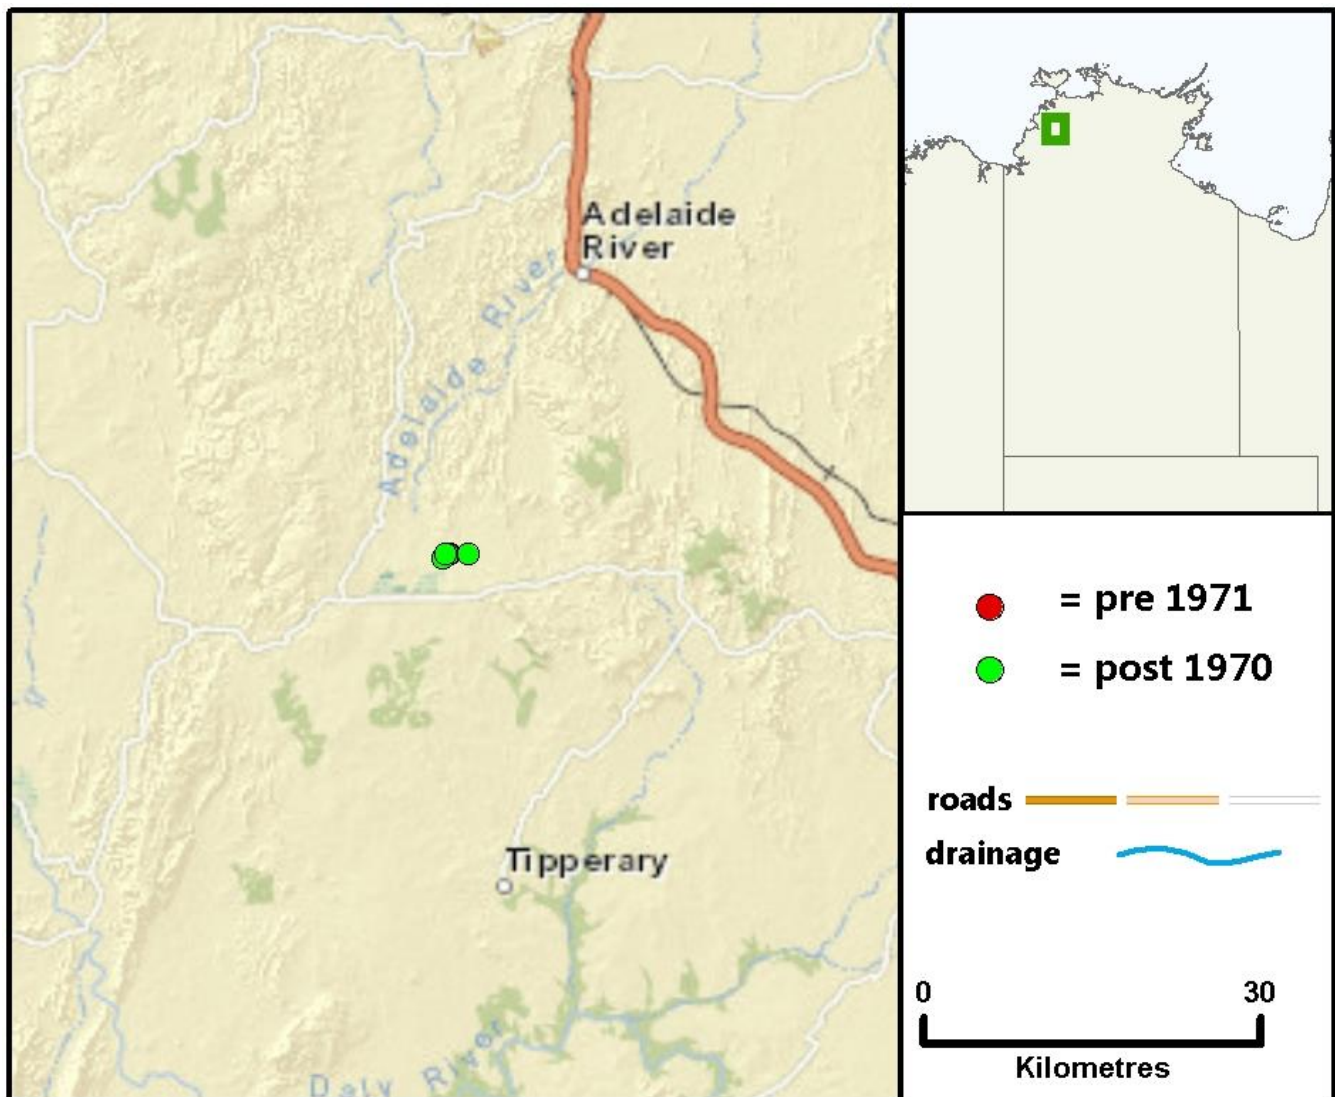 Adelaide
River
Adelaide River
Tipperary
Daly River
= pre 1971
= post 1970
roads
drainage
0 30
Kilometres